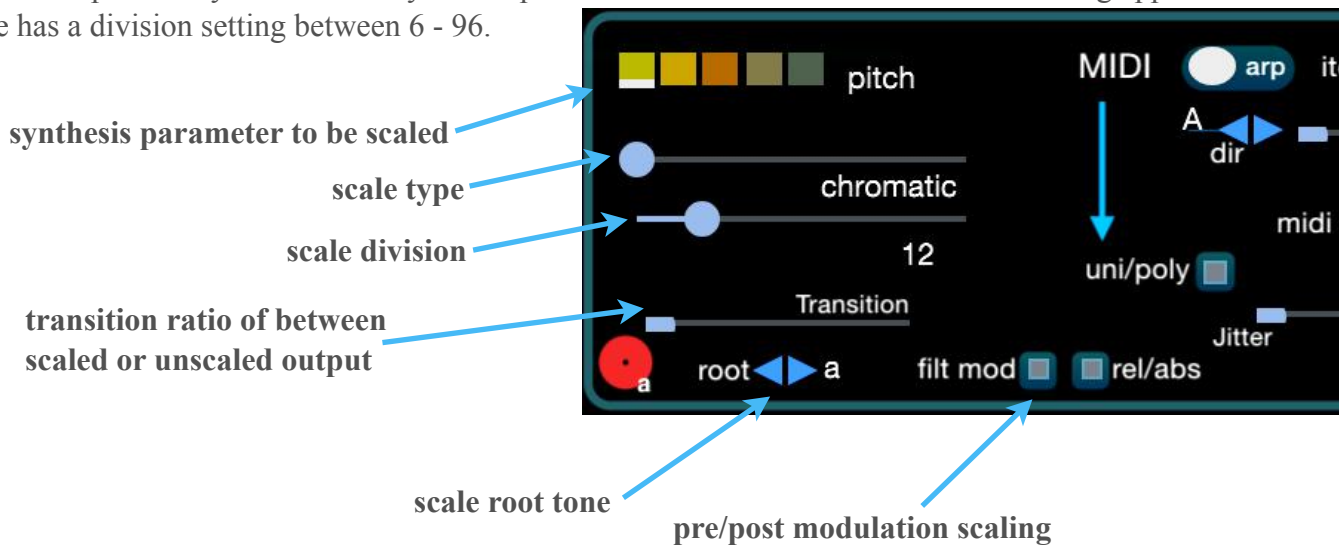 e has a division setting between 6 - 96.
pitch
MIDI
arp
synthesis parameter to be scaled
A
dir
scale type
chromatic
scale division
midi
12
uni/poly
transition ratio of between
scaled or unscaled output
Transition
Jitter
a
root
a
filt mod
rel/abs
scale root tone
pre/post modulation scaling